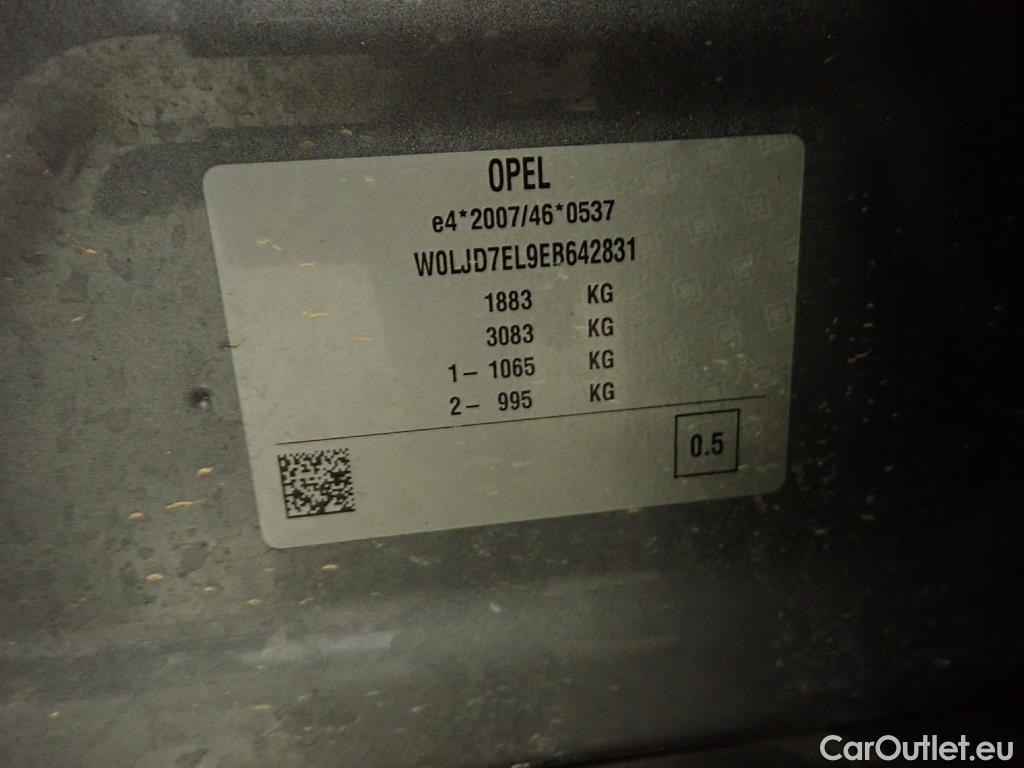 OPEL
e4*2007/46*0537
W0LJD7EL9EB642831
1883 KG
3083 KG
1– 1065 KG
2– 995 KG
0.5
CarOutlet.eu